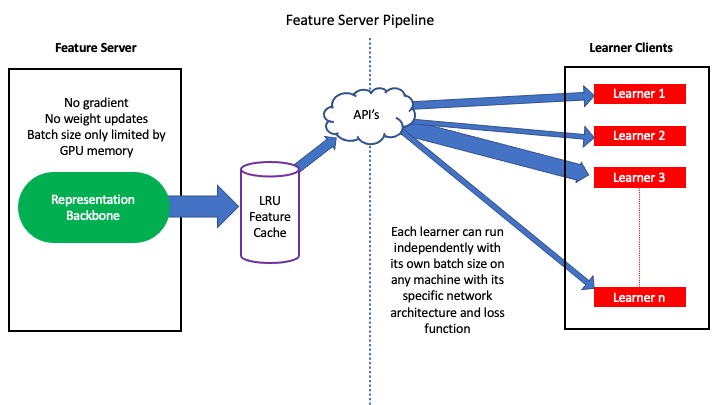 Feature Server Pipeline
Feature Server
Learner Clients
No gradient
No weight updates
Batch size only limited by
GPU memory
Representation
Backbone
LRU
Feature
Cache
API's
Learner 1
Learner 2
Learner 3
Learner n
Each learner can run
independently with
its own batch size on
any machine with its
specific network
architecture and loss
function